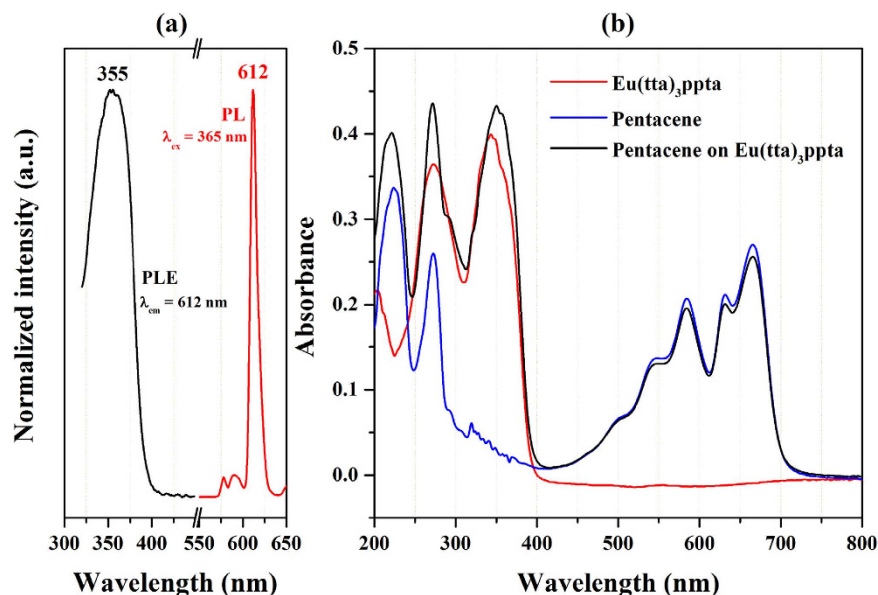 (a)
(b)
355
612
PL
λex = 365 nm
PLE
λem = 612 nm
Normalized intensity (a.u.)
300 350 400 550 600 650
Wavelength (nm)
Eu(tta)3ppta
Pentacene
Pentacene on Eu(tta)3ppta
Absorbance
0.5
0.4
0.3
0.2
0.1
0.0
200 300 400 500 600 700 800
Wavelength (nm)